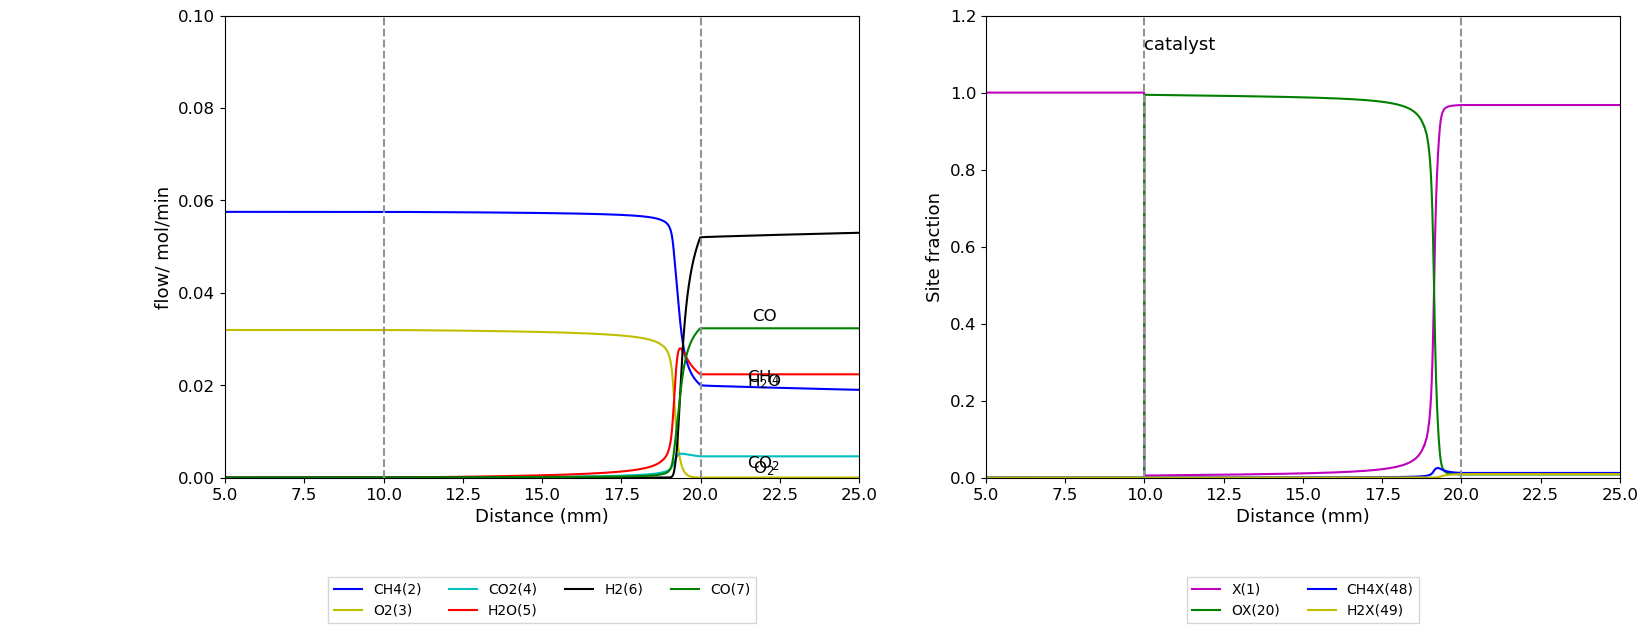 0.10
0.08
0.06
0.04
0.02
0.00
flow/ mol/min
CO
CH4
H2O
CO2
O2
5.0 7.5 10.0 12.5 15.0 17.5 20.0 22.5 25.0
Distance (mm)
CH4(2) CO2(4) H2(6) CO(7)
O2(3) H2O(5)
1.2
1.0
0.8
0.6
0.4
0.2
0.0
Site fraction
catalyst
5.0 7.5 10.0 12.5 15.0 17.5 20.0 22.5 25.0
Distance (mm)
X(1) CH4X(48)
OX(20) H2X(49)